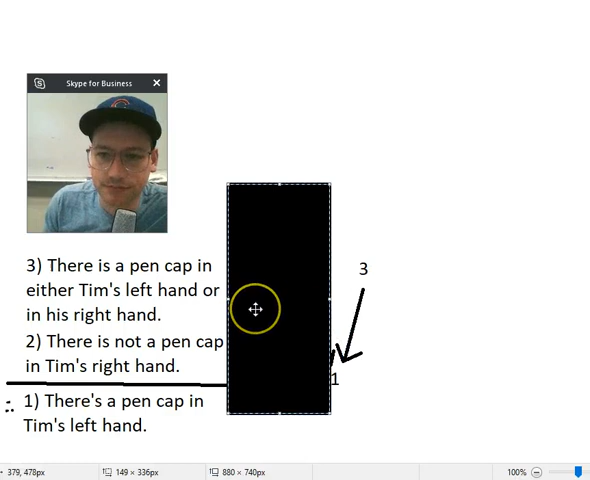 Skype for Business
3) There is a pen cap in
either Tim's left hand or
in his right hand.
2) There is not a pen cap
in Tim's right hand.
∴ 1) There's a pen cap in
Tim's left hand.
3
1
379, 478px
149 × 336px
880 × 740px
100%